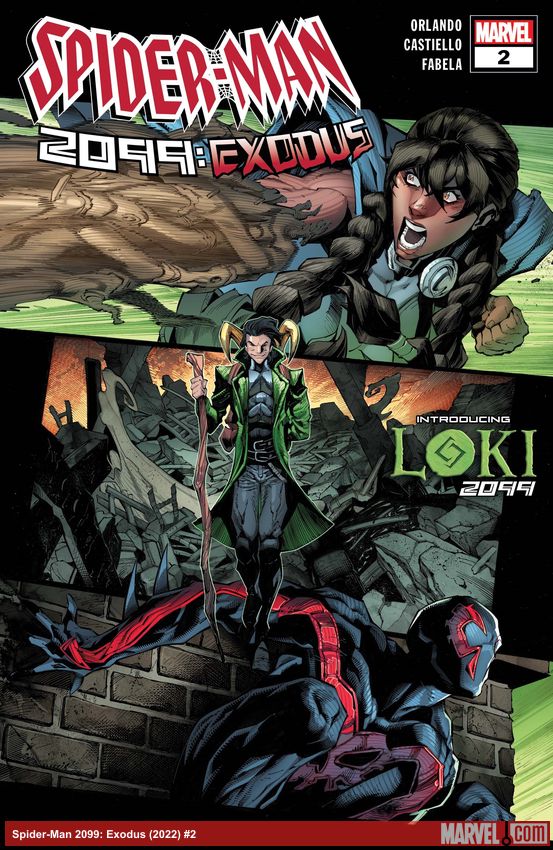 SPIDER-MAN
2099: EXODUS
ORLANDO
CASTIELLO
FABELA
MARVEL
2
INTRODUCING
LOKI
2099
Spider-Man 2099: Exodus (2022) #2
MARVEL.com